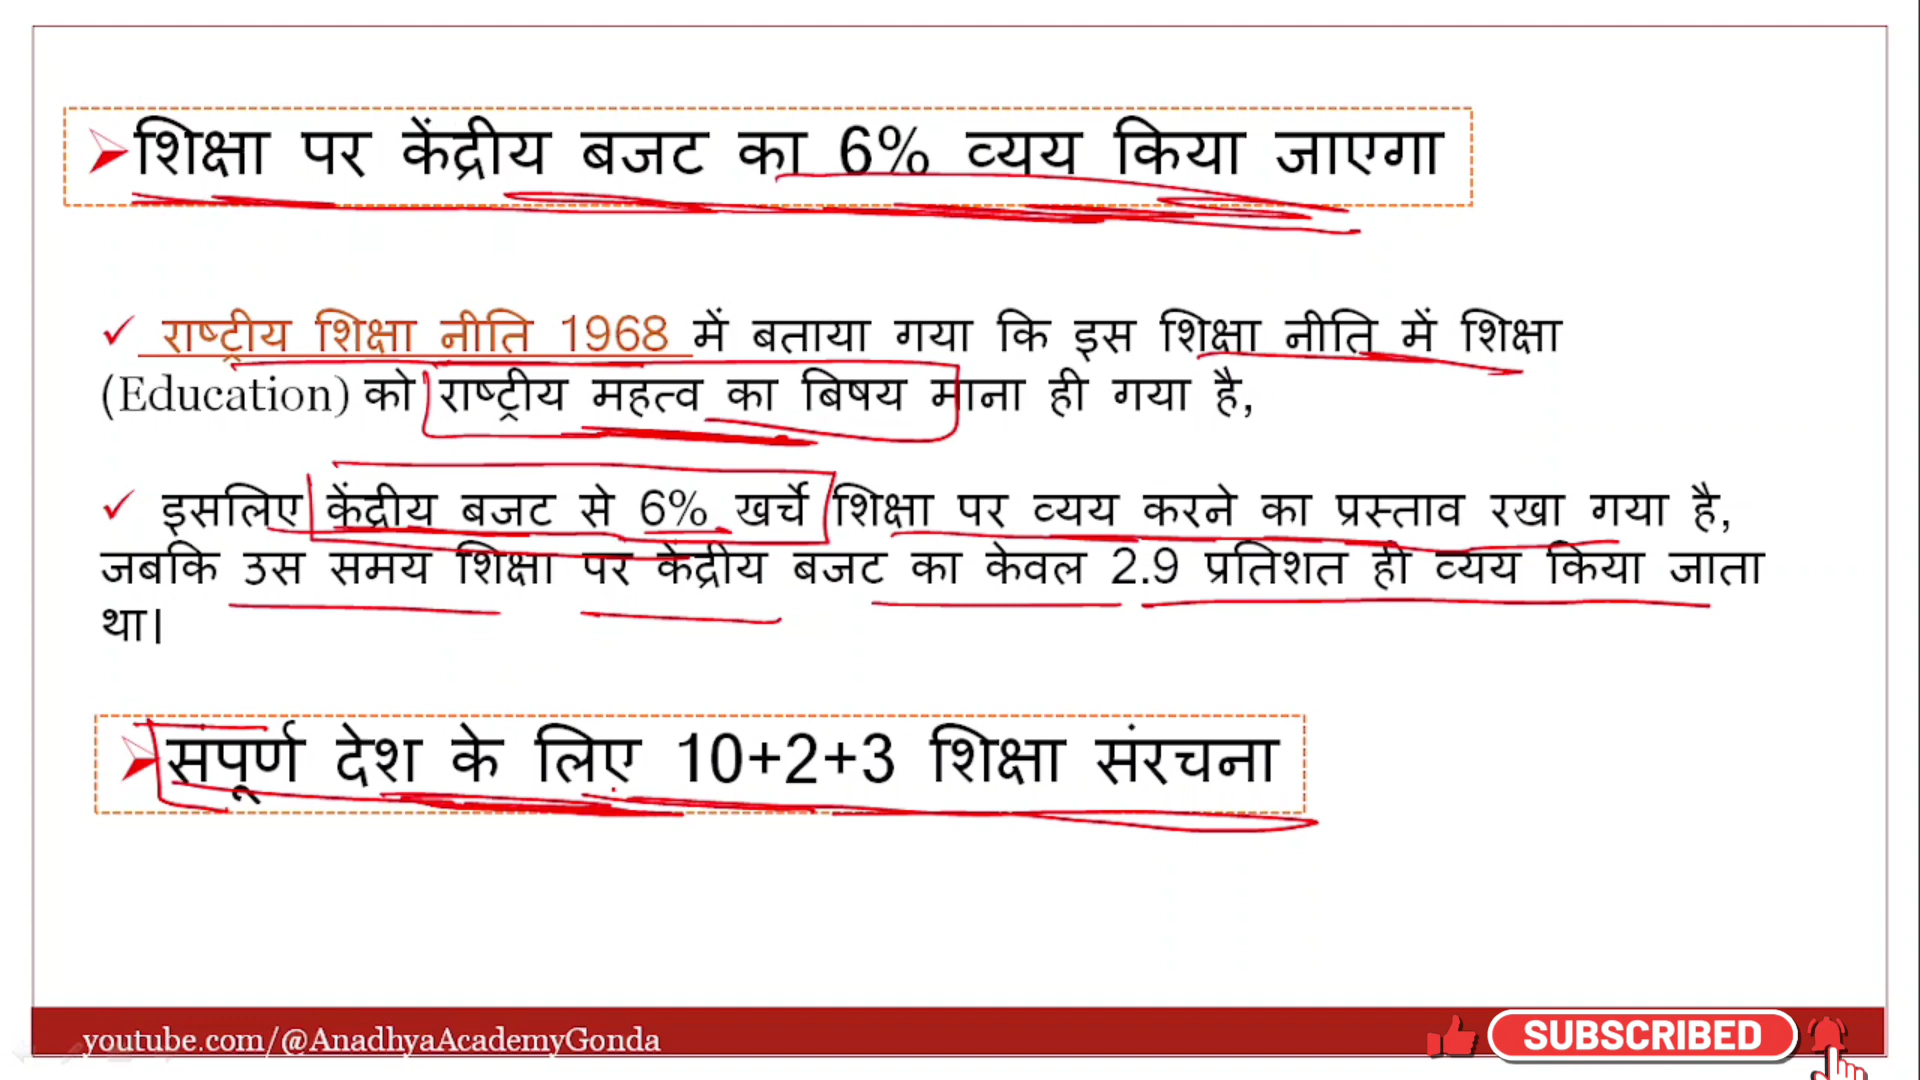 शिक्षा पर केंद्रीय बजट का 6% व्यय किया जाएगा
राष्ट्रीय शिक्षा नीति 1968 में बताया गया कि इस शिक्षा नीति में शिक्षा
(Education) को राष्ट्रीय महत्व का बिषय माना ही गया है,
इसलिए केंद्रीय बजट से 6% खर्चे शिक्षा पर व्यय करने का प्रस्ताव रखा गया है,
जबकि उस समय शिक्षा पर केंद्रीय बजट का केवल 2.9 प्रतिशत ही व्यय किया जाता
था।
संपूर्ण देश के लिए 10+2+3 शिक्षा संरचना
youtube.com/@AnadhyaAcademyGonda
SUBSCRIBED